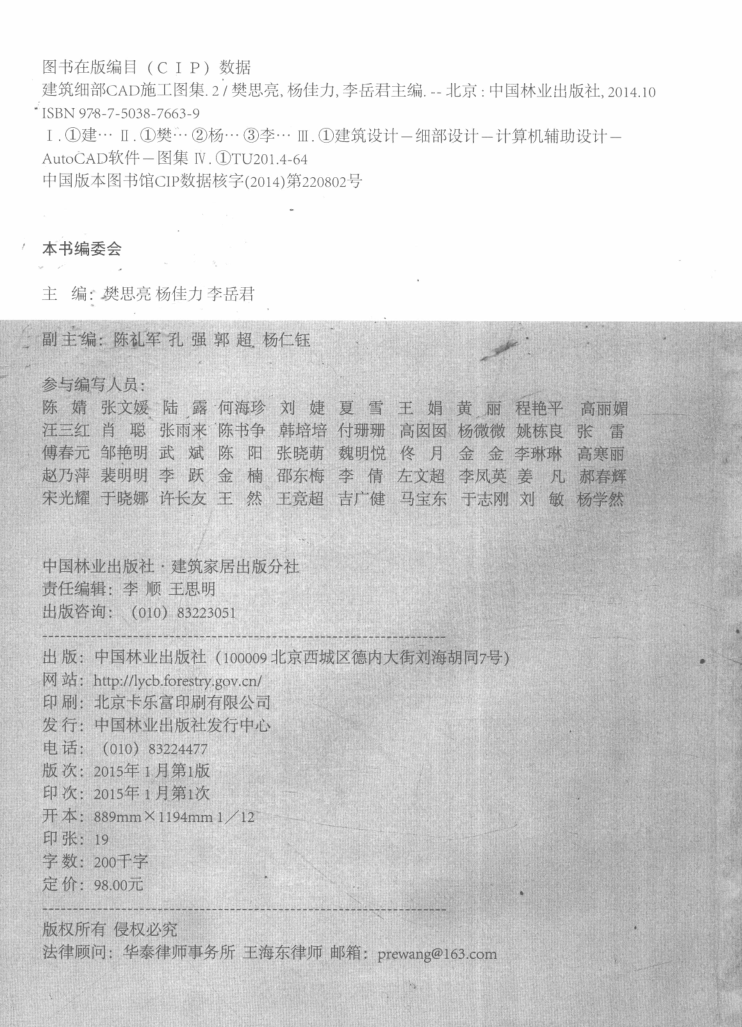 图书在版编目（CIP）数据
建筑细部CAD施工图集. 2 / 樊思亮, 杨佳力, 李岳君主编. -- 北京 : 中国林业出版社, 2014.10
ISBN 978-7-5038-7663-9
Ⅰ. ①建… Ⅱ. ①樊… ②杨… ③李… Ⅲ. ①建筑设计－细部设计－计算机辅助设计－
AutoCAD软件－图集 Ⅳ. ①TU201.4-64
中国版本图书馆CIP数据核字(2014)第220802号
本书编委会
主 编：樊思亮 杨佳力 李岳君
副主编：陈礼军 孔 强 郭 超 杨仁钰
参与编写人员：
陈 婧 张文媛 陆 露 何海珍 刘 婕 夏 雪 王 娟 黄 丽 程艳平 高丽媚
汪三红 肖 聪 张雨来 陈书争 韩培培 付珊珊 高囡囡 杨微微 姚栋良 张 雷
傅春元 邹艳明 武 斌 陈 阳 张晓萌 魏明悦 佟 月 金 金 李琳琳 高寒丽
赵乃萍 裴明明 李 跃 金 楠 邵东梅 李 倩 左文超 李凤英 姜 凡 郝春辉
宋光耀 于晓娜 许长友 王 然 王竞超 吉广健 马宝东 于志刚 刘 敏 杨学然
中国林业出版社 · 建筑家居出版分社
责任编辑：李 顺 王思明
出版咨询：（010）83223051
出 版：中国林业出版社（100009 北京西城区德内大街刘海胡同7号）
网 站：http://lycb.forestry.gov.cn/
印 刷：北京卡乐富印刷有限公司
发 行：中国林业出版社发行中心
电 话：（010）83224477
版 次：2015年 1 月第1版
印 次：2015年 1 月第1次
开 本：889mm×1194mm 1／12
印 张：19
字 数：200千字
定 价：98.00元
版权所有 侵权必究
法律顾问：华泰律师事务所 王海东律师 邮箱：prewang@163.com